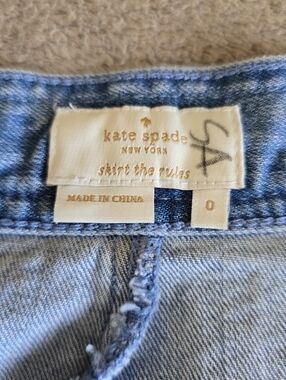 kate spade
NEW YORK
skirt the rules
SA
MADE IN CHINA
0